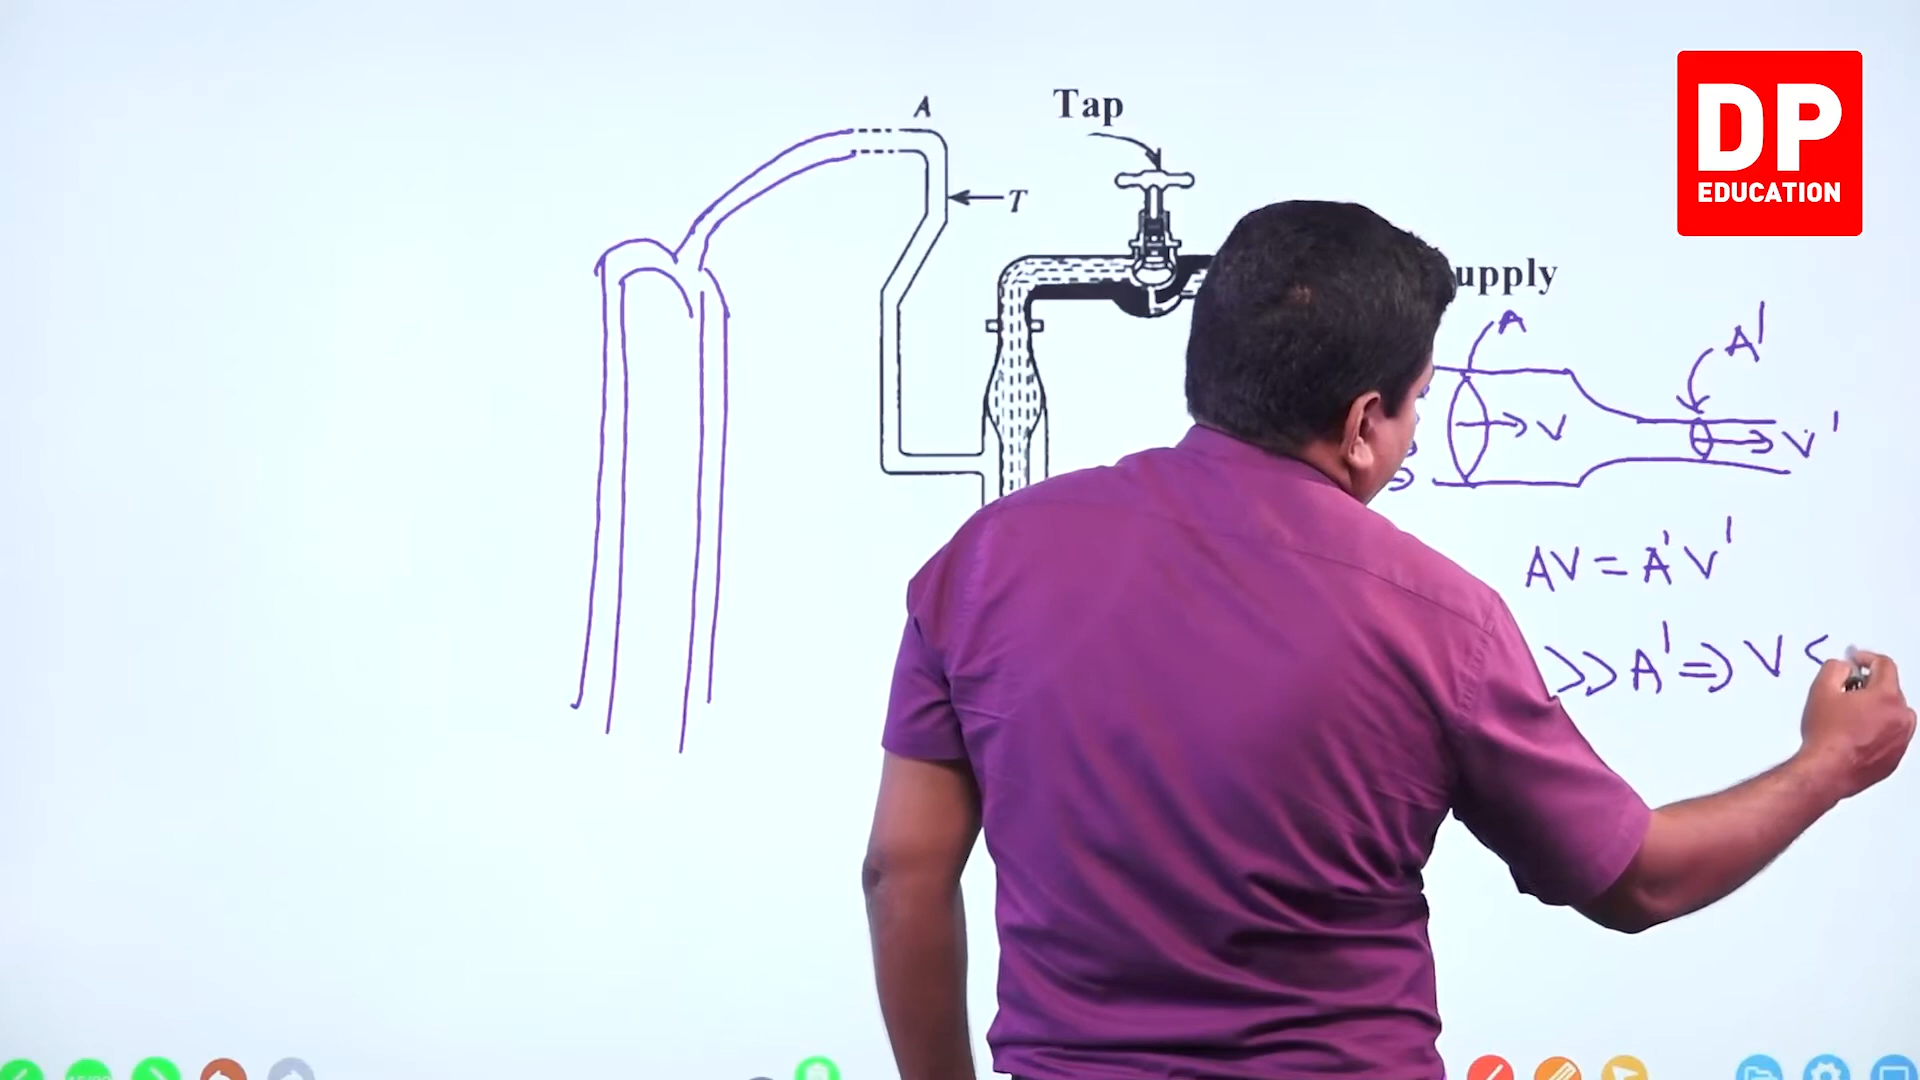 DP
EDUCATION
A
Tap
T
upply
A
A'
V
V'
AV = A'V'
>> A' => V <